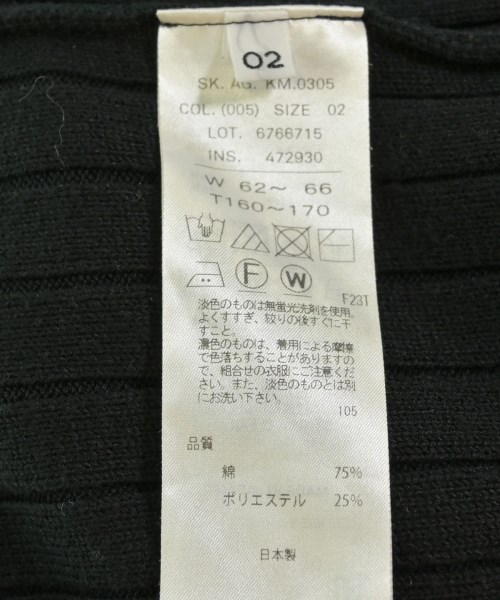 02
SK. AG. KM.0305
COL. (005) SIZE 02
LOT. 6766715
INS. 472930
W 62～ 66
T160～170
F W
F23T
淡色のものは無蛍光洗剤を使用。
よくすすぎ、絞りの後すぐに干
すこと。
濃色のものは、着用による摩擦
で色落ちすることがありますの
で、組合せの衣服にご注意くだ
さい。また、淡色のものとは別
にお洗い下さい。
105
品質
綿 75%
ポリエステル 25%
日本製